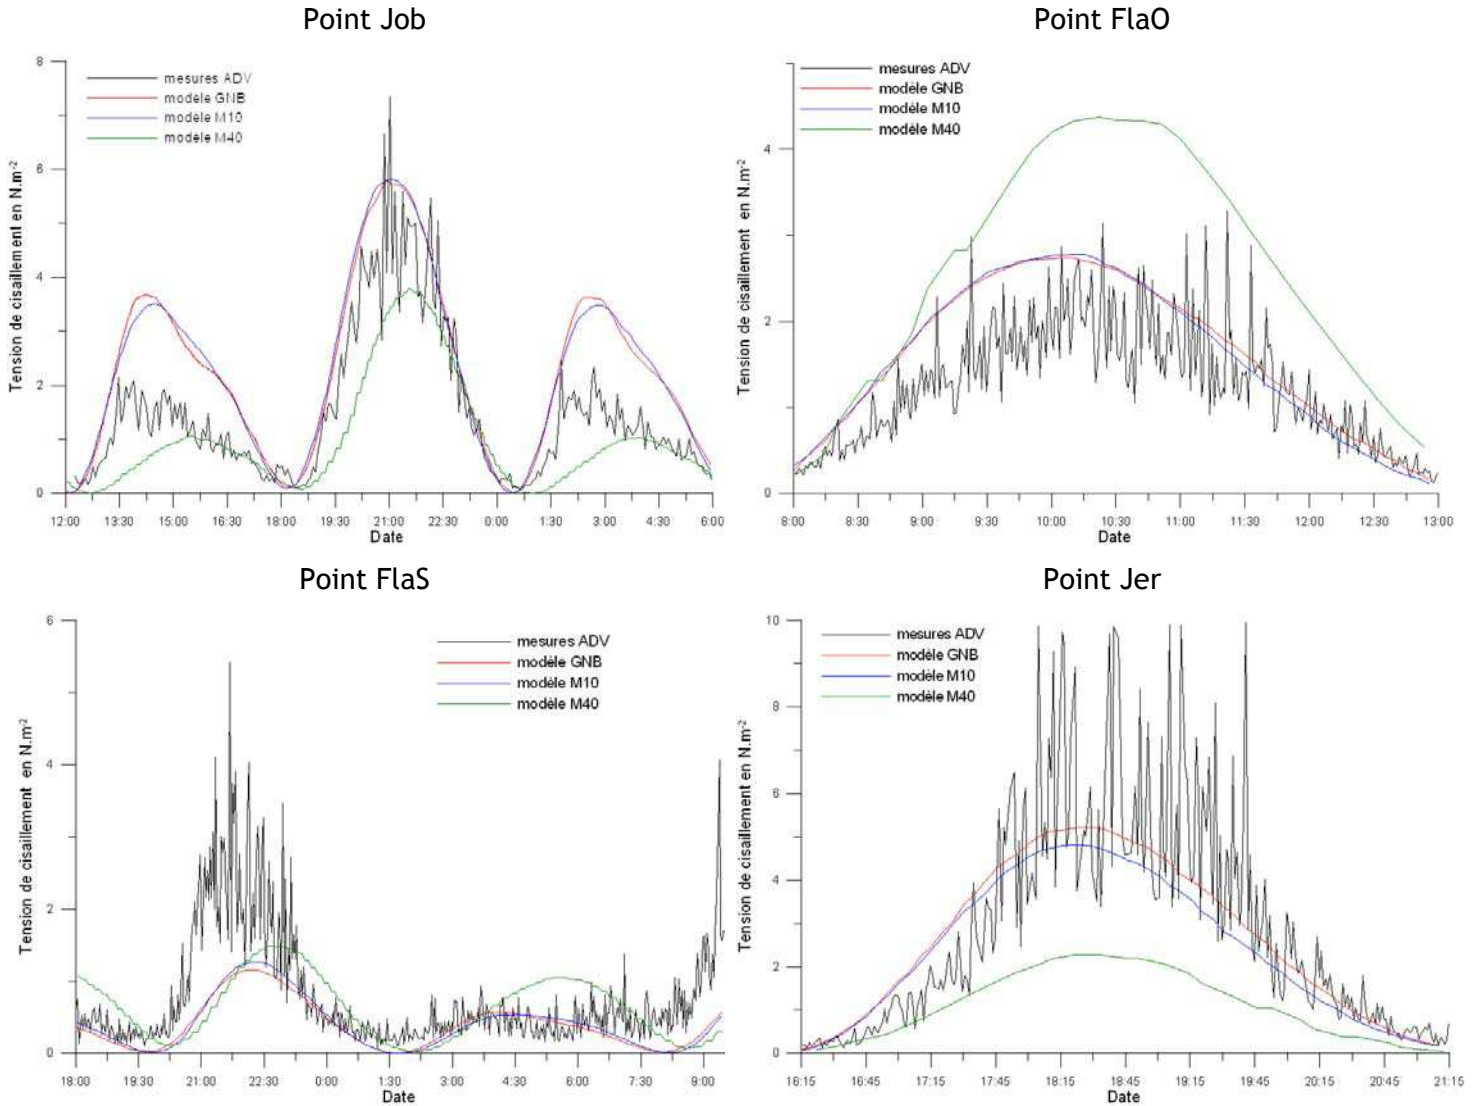 Point Job
8
mesures ADV
modèle GNB
modèle M10
modèle M40
6
4
2
0
Tension de cisaillement en N.m-2
12:00 13:30 15:00 16:30 18:00 19:30 21:00 22:30 0:00 1:30 3:00 4:30 6:00
Date
Point FlaO
mesures ADV
modèle GNB
modèle M10
modèle M40
4
2
0
Tension de cisaillement en N.m-2
8:00 8:30 9:00 9:30 10:00 10:30 11:00 11:30 12:00 12:30 13:00
Date
Point FlaS
6
mesures ADV
modèle GNB
modèle M10
modèle M40
4
2
0
Tension de cisaillement en N.m-2
18:00 19:30 21:00 22:30 0:00 1:30 3:00 4:30 6:00 7:30 9:00
Date
Point Jer
10
mesures ADV
modèle GNB
modèle M10
modèle M40
8
6
4
2
0
Tension de cisaillement en N.m-2
16:15 16:45 17:15 17:45 18:15 18:45 19:15 19:45 20:15 20:45 21:15
Date